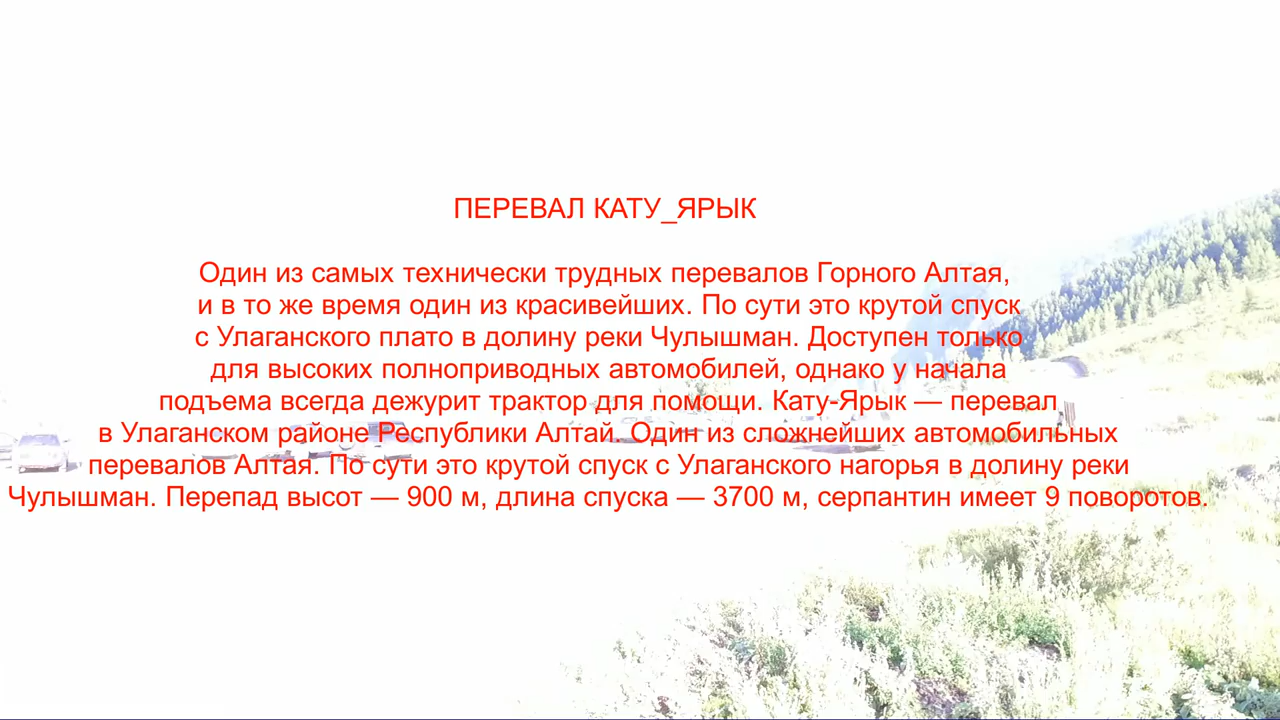 ПЕРЕВАЛ КАТУ_ЯРЫК
Один из самых технически трудных перевалов Горного Алтая,
и в то же время один из красивейших. По сути это крутой спуск
с Улаганского плато в долину реки Чулышман. Доступен только
для высоких полноприводных автомобилей, однако у начала
подъема всегда дежурит трактор для помощи. Кату-Ярык — перевал
в Улаганском районе Республики Алтай. Один из сложнейших автомобильных
перевалов Алтая. По сути это крутой спуск с Улаганского нагорья в долину реки
Чулышман. Перепад высот — 900 м, длина спуска — 3700 м, серпантин имеет 9 поворотов.